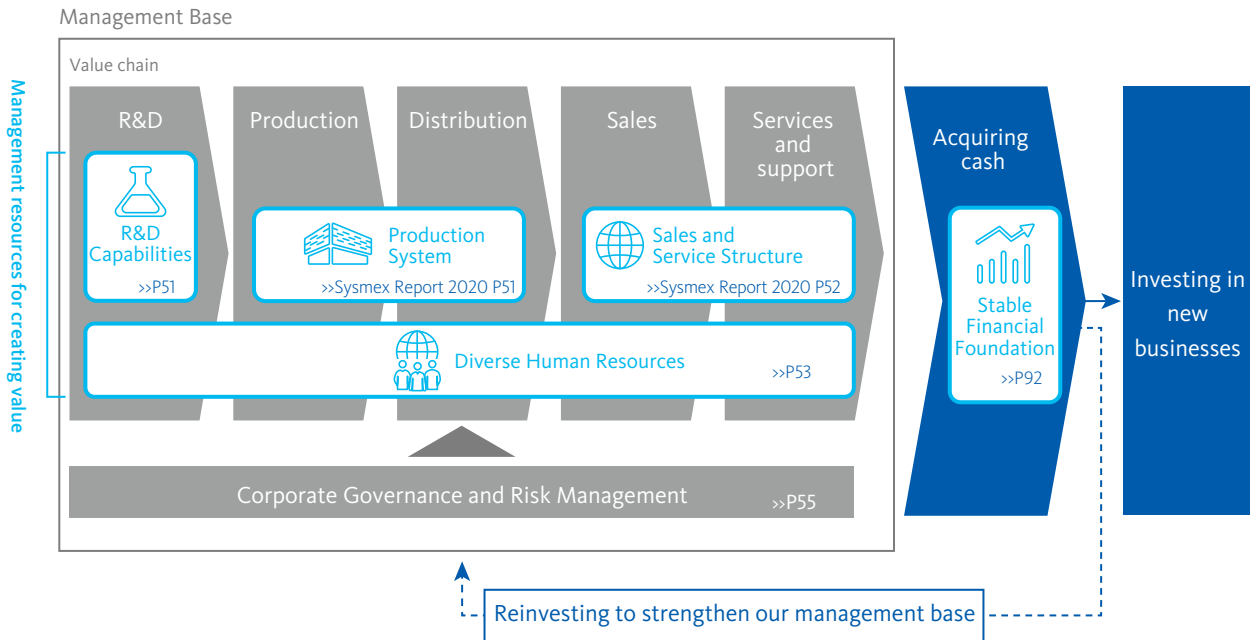 Management Base
Value chain
Management resources for creating value
R&D
Production
Distribution
Sales
Services
and
support
R&D
Capabilities
>>P51
Production
System
>>Sysmex Report 2020 P51
Sales and
Service Structure
>>Sysmex Report 2020 P52
Diverse Human Resources
>>P53
Corporate Governance and Risk Management
>>P55
Acquiring
cash
Stable
Financial
Foundation
>>P92
Investing in
new
businesses
Reinvesting to strengthen our management base